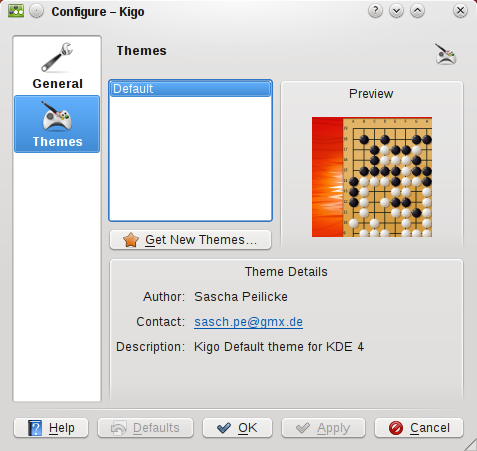 Configure – Kigo
General
Themes
Themes
Default
Get New Themes...
Preview
Theme Details
Author: Sascha Peilicke
Contact: sasch.pe@gmx.de
Description: Kigo Default theme for KDE 4
Help
Defaults
OK
Apply
Cancel